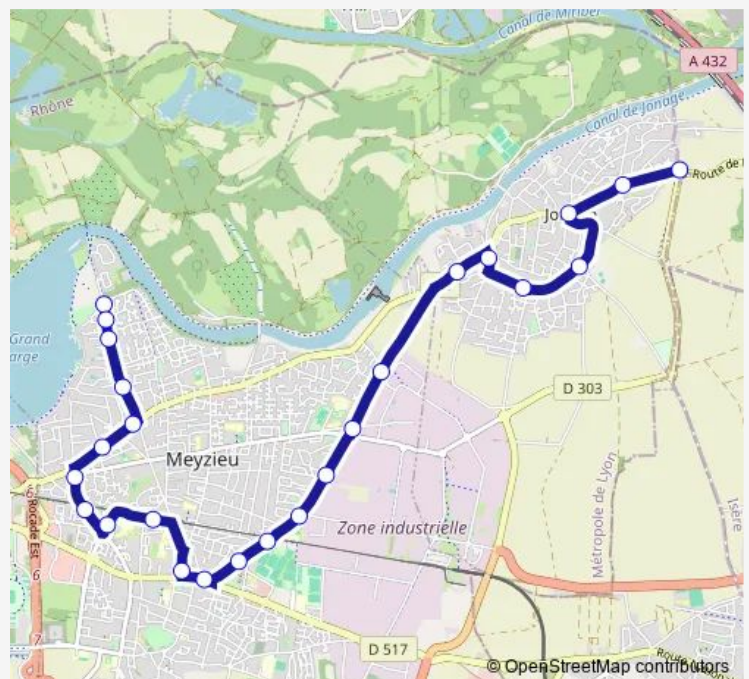 Canal de Miribel
A 432
Rhône
Canal de Jonage
Route de
Jo
Grand
arge
D 303
Meyzieu
Rocade Est
6
Zone industrielle
Métropole de Lyon
Isère
6
7
D 517
© OpenStreetMap contributors